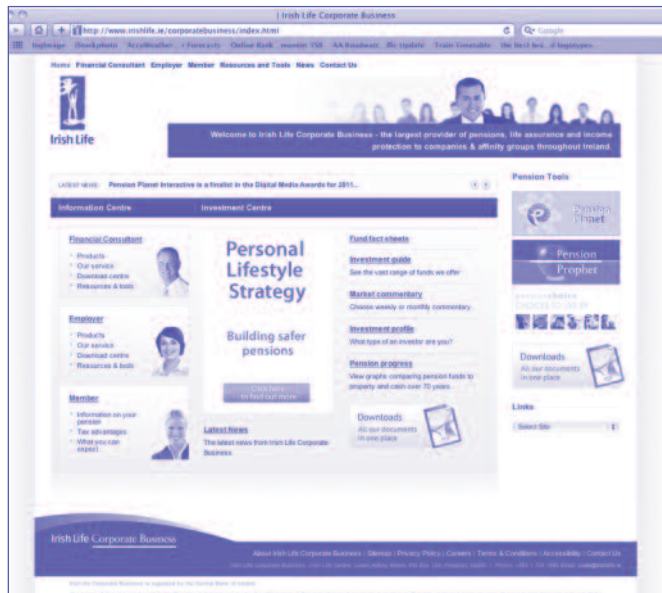 | Irish Life Corporate Business
http://www.irishlife.ie/corporatebusiness/index.html
Google
Home Financial Consultant Employer Member Resources and Tools News Contact Us
Irish Life
Welcome to Irish Life Corporate Business - the largest provider of pensions, life assurance and income
protection to companies & affinity groups throughout Ireland.
LATEST NEWS: Pension Planet Interactive is a finalist in the Digital Media Awards for 2011...
Information Centre Investment Centre
Financial Consultant
Products
Our service
Download centre
Resources & tools
Employer
Products
Our service
Download centre
Resources & tools
Member
Information on your
pension
Tax advantages
What you can
expect
Personal
Lifestyle
Strategy
Building safer
pensions
Click here
to find out more
Latest News
The latest news from Irish Life Corporate
Business
Fund fact sheets
Investment guide
See the vast range of funds we offer
Market commentary
Choose weekly or monthly commentary
Investment profile
What type of an investor are you?
Pension progress
View graphs comparing pension funds to
property and cash over 70 years
Downloads
All our documents
in one place
Pension Tools
Pension
Planet
Pension
Prophet
Downloads
All our documents
in one place
Links
Select Site
Irish Life Corporate Business
About Irish Life Corporate Business | Sitemap | Privacy Policy | Careers | Terms & Conditions | Accessibility | Contact Us